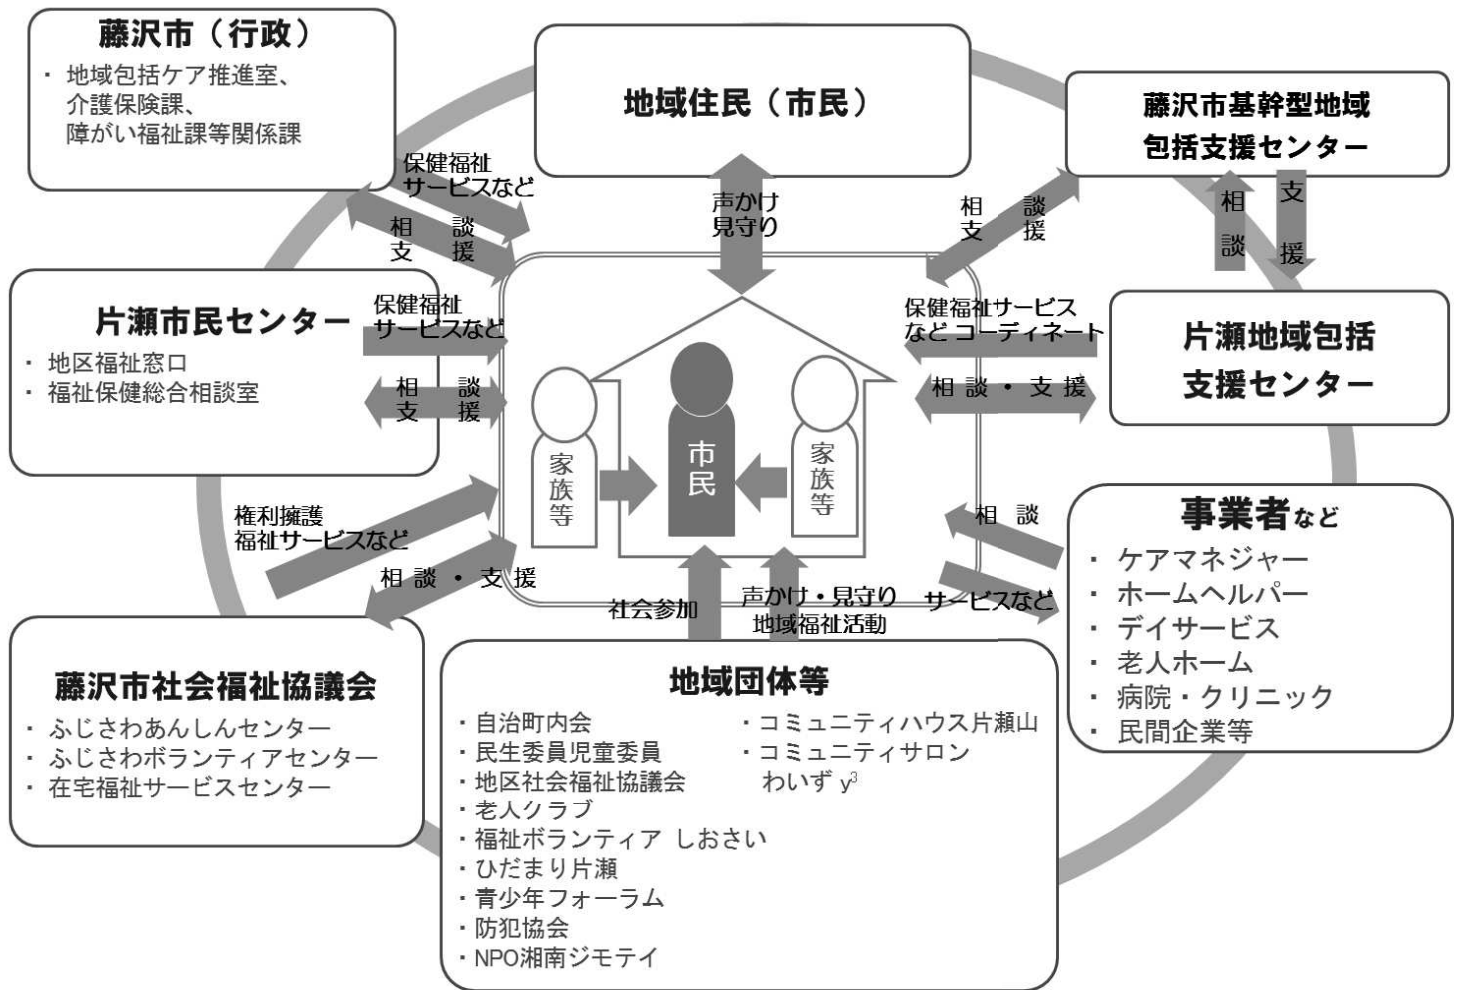 藤沢市（行政）
・ 地域包括ケア推進室、
介護保険課、
障がい福祉課等関係課
地域住民（市民）
藤沢市基幹型地域
包括支援センター
保健福祉
サービスなど
相談
支援
声かけ
見守り
相談
支援
相談
支援
片瀬市民センター
・ 地区福祉窓口
・ 福祉保健総合相談室
保健福祉
サービスなど
相談
支援
保健福祉サービス
など コーディネート
相談・支援
片瀬地域包括
支援センター
家族等
市民
家族等
権利擁護
福祉サービスなど
相談・支援
社会参加
声かけ・見守り
地域福祉活動
相談
サービスなど
事業者など
・ ケアマネジャー
・ ホームヘルパー
・ デイサービス
・ 老人ホーム
・ 病院・クリニック
・ 民間企業等
藤沢市社会福祉協議会
・ ふじさわあんしんセンター
・ ふじさわボランティアセンター
・ 在宅福祉サービスセンター
地域団体等
・自治町内会
・民生委員児童委員
・地区社会福祉協議会
・老人クラブ
・福祉ボランティア しおさい
・ひだまり片瀬
・青少年フォーラム
・防犯協会
・NPO湘南ジモテイ
・コミュニティハウス片瀬山
・コミュニティサロン
わいず y³